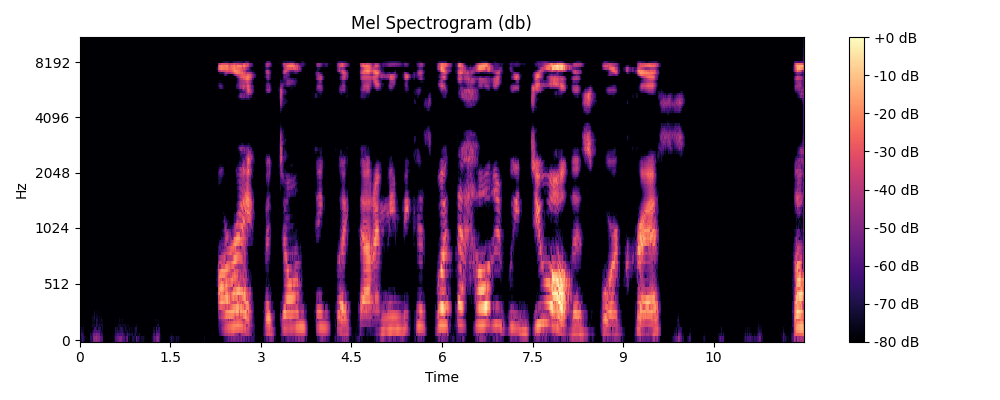 Mel Spectrogram (db)
8192
4096
2048
1024
512
0
Hz
0 1.5 3 4.5 6 7.5 9 10
Time
+0 dB
-10 dB
-20 dB
-30 dB
-40 dB
-50 dB
-60 dB
-70 dB
-80 dB